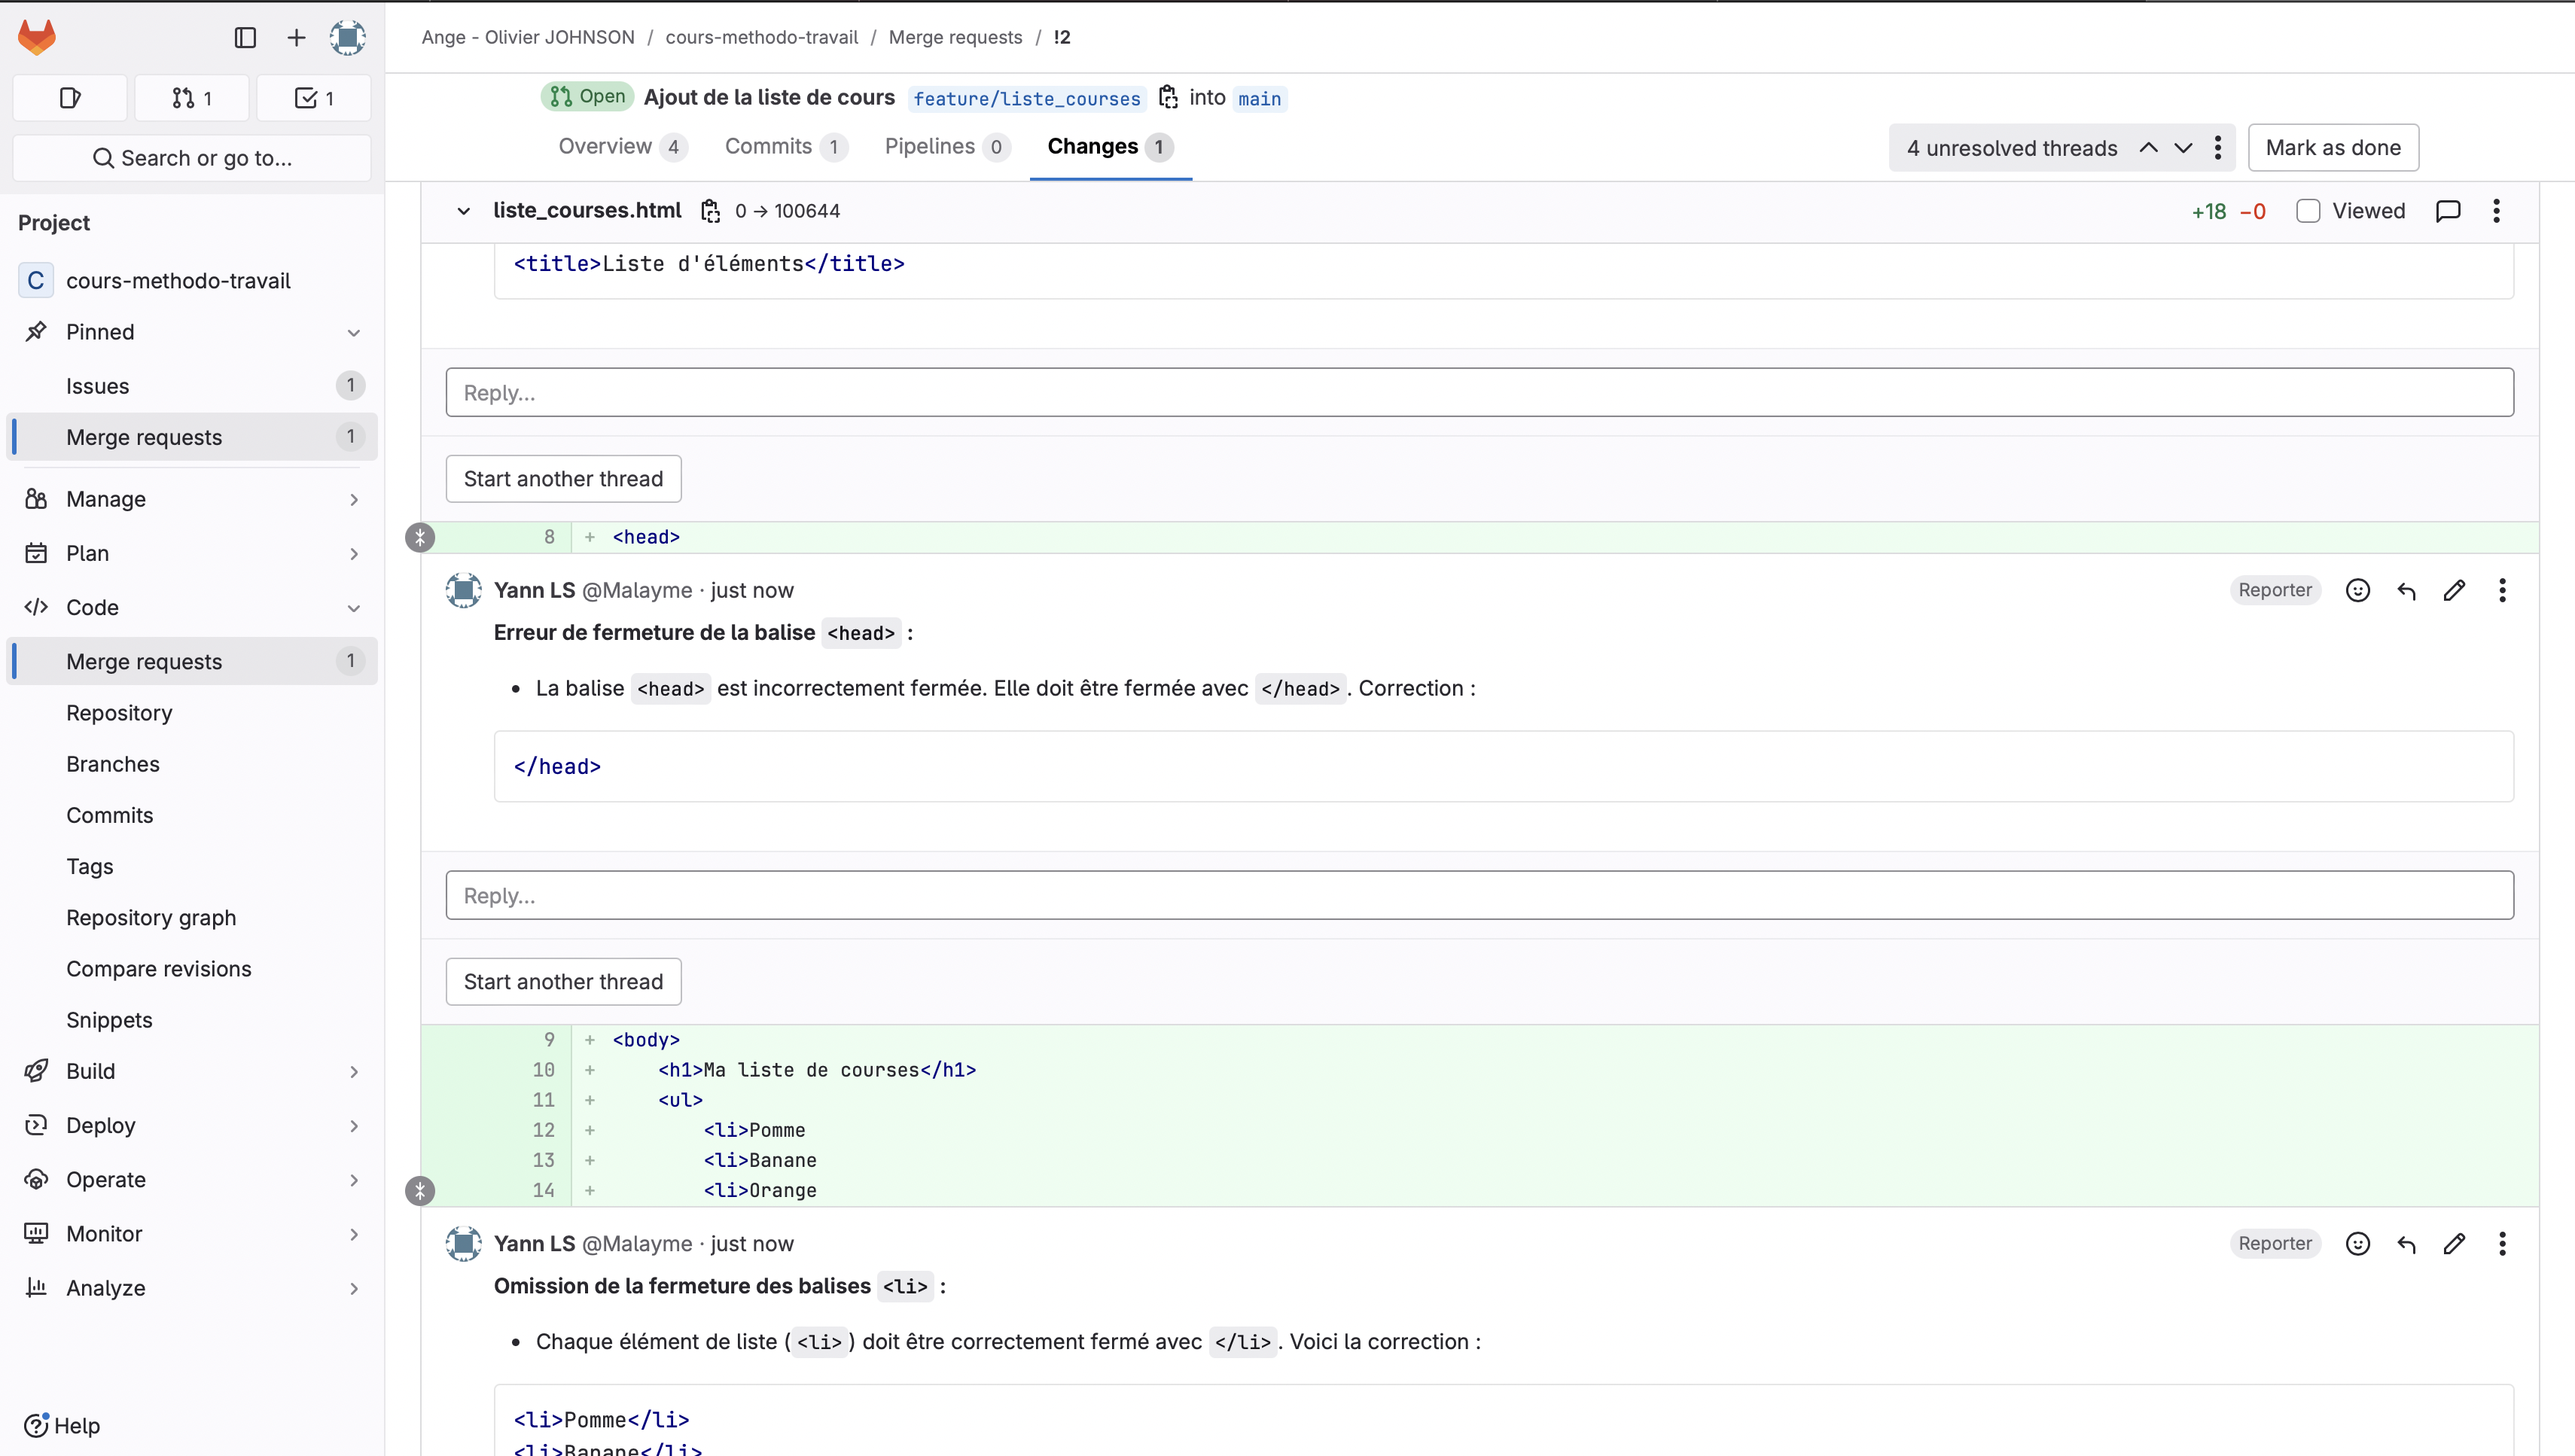 Ange - Olivier JOHNSON / cours-methodo-travail / Merge requests / !2
1
1
Search or go to...
Project
C cours-methodo-travail
Pinned
Issues 1
Merge requests 1
Manage
Plan
Code
Merge requests 1
Repository
Branches
Commits
Tags
Repository graph
Compare revisions
Snippets
Build
Deploy
Operate
Monitor
Analyze
Help
Open Ajout de la liste de cours feature/liste_courses into main
Overview 4 Commits 1 Pipelines 0 Changes 1
4 unresolved threads Mark as done
liste_courses.html 0 → 100644 +18 −0 Viewed
<title>Liste d'éléments</title>
Reply...
Start another thread
8 + <head>
Yann LS @Malayme · just now Reporter
Erreur de fermeture de la balise <head> :
• La balise <head> est incorrectement fermée. Elle doit être fermée avec </head>. Correction :
</head>
Reply...
Start another thread
9 + <body>
10 + <h1>Ma liste de courses</h1>
11 + <ul>
12 + <li>Pomme
13 + <li>Banane
14 + <li>Orange
Yann LS @Malayme · just now Reporter
Omission de la fermeture des balises <li> :
• Chaque élément de liste (<li>) doit être correctement fermé avec </li>. Voici la correction :
<li>Pomme</li>
<li>Banane</li>